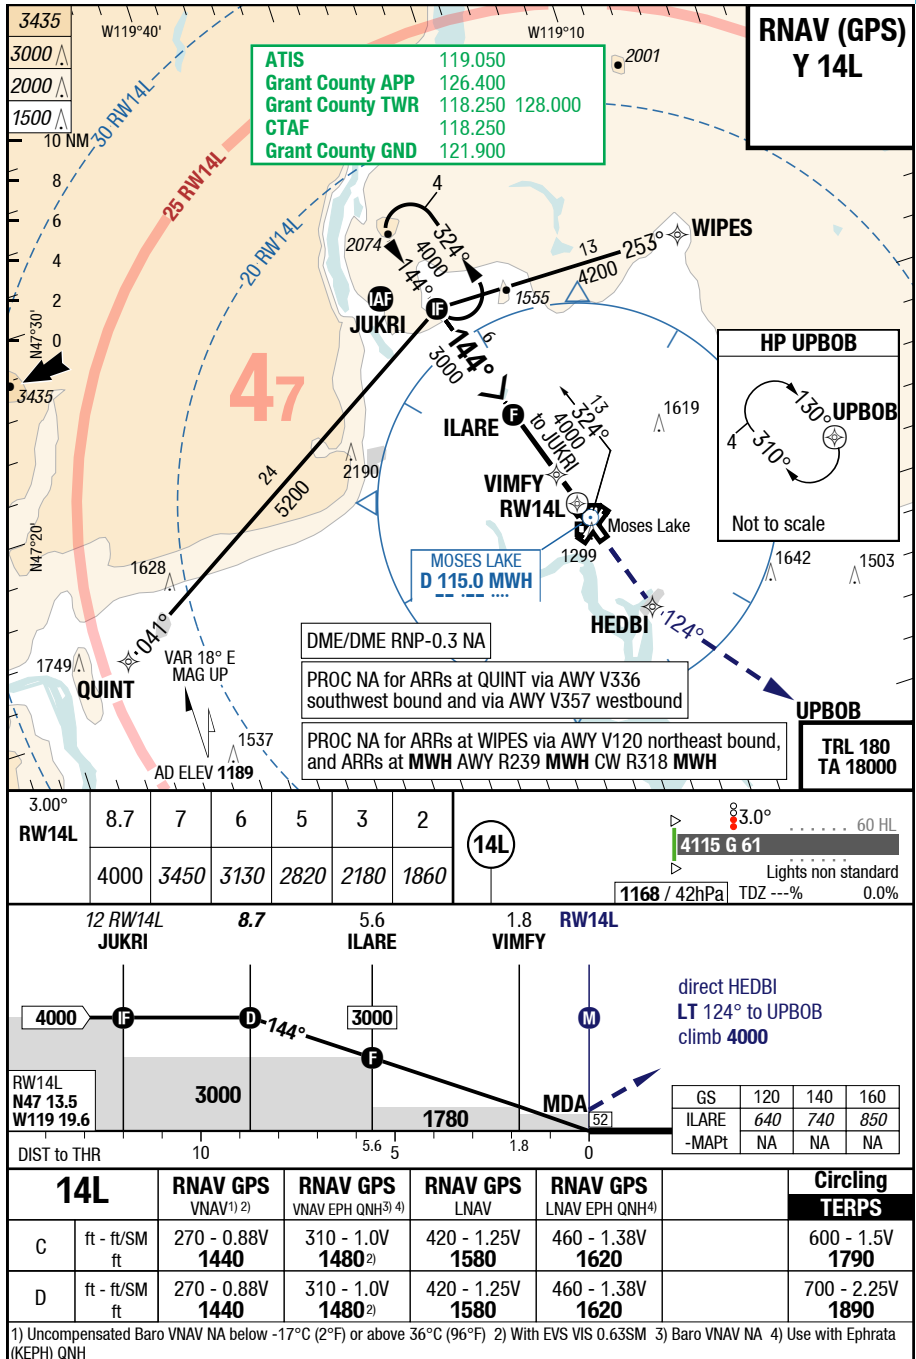 3435
3000
2000
1500
W119°40'
W119°10
RNAV (GPS)
Y 14L
ATIS 119.050
Grant County APP 126.400
Grant County TWR 118.250 128.000
CTAF 118.250
Grant County GND 121.900
2001
30 RW14L
25 RW14L
20 RW14L
10 NM
8
6
4
2
0
N47°30'
N47°20'
3435
47
4
2074
324°
4000
144°
IAF
JUKRI
IF
WIPES
253°
13
4200
1555
6
144°
3000
F
ILARE
13
324°
4000
to JUKRI
1619
VIMFY
RW14L
Moses Lake
1299
MOSES LAKE
D 115.0 MWH
HP UPBOB
130°
UPBOB
4
310°
Not to scale
24
5200
2190
1628
041°
1749
QUINT
VAR 18° E
MAG UP
1537
AD ELEV 1189
1642
1503
HEDBI
124°
UPBOB
DME/DME RNP-0.3 NA
PROC NA for ARRs at QUINT via AWY V336
southwest bound and via AWY V357 westbound
PROC NA for ARRs at WIPES via AWY V120 northeast bound,
and ARRs at MWH AWY R239 MWH CW R318 MWH
TRL 180
TA 18000
3.00°
RW14L
8.7 7 6 5 3 2
4000 3450 3130 2820 2180 1860
14L
3.0°
60 HL
4115 G 61
Lights non standard
1168 / 42hPa TDZ ---% 0.0%
12 RW14L 8.7 5.6 1.8 RW14L
JUKRI ILARE VIMFY
4000
IF
D
144°
3000
F
M
direct HEDBI
LT 124° to UPBOB
climb 4000
RW14L
N47 13.5
W119 19.6
3000
1780
MDA
52
GS 120 140 160
ILARE 640 740 850
-MAPt NA NA NA
DIST to THR 10 5.6 5 1.8 0
14L
RNAV GPS RNAV GPS RNAV GPS RNAV GPS Circling
VNAV1) 2) VNAV EPH QNH3) 4) LNAV LNAV EPH QNH4) TERPS
C ft - ft/SM 270 - 0.88V 310 - 1.0V 420 - 1.25V 460 - 1.38V 600 - 1.5V
ft 1440 1480 2) 1580 1620 1790
D ft - ft/SM 270 - 0.88V 310 - 1.0V 420 - 1.25V 460 - 1.38V 700 - 2.25V
ft 1440 1480 2) 1580 1620 1890
1) Uncompensated Baro VNAV NA below -17°C (2°F) or above 36°C (96°F) 2) With EVS VIS 0.63SM 3) Baro VNAV NA 4) Use with Ephrata
(KEPH) QNH